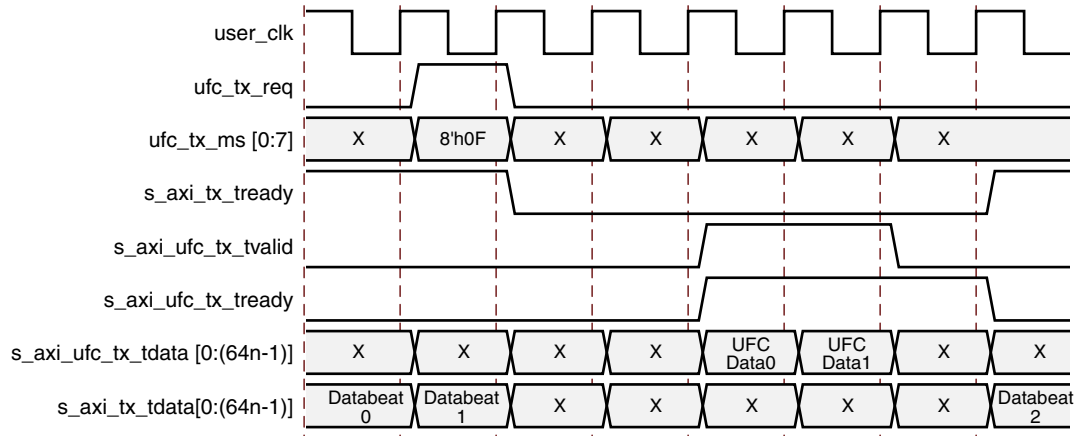 user_clk
ufc_tx_req
ufc_tx_ms [0:7] X 8'h0F X X X X X
s_axi_tx_tready
s_axi_ufc_tx_tvalid
s_axi_ufc_tx_tready
s_axi_ufc_tx_tdata [0:(64n-1)] X X X X UFC Data0 UFC Data1 X X
s_axi_tx_tdata[0:(64n-1)] Databeat 0 Databeat 1 X X X X X Databeat 2